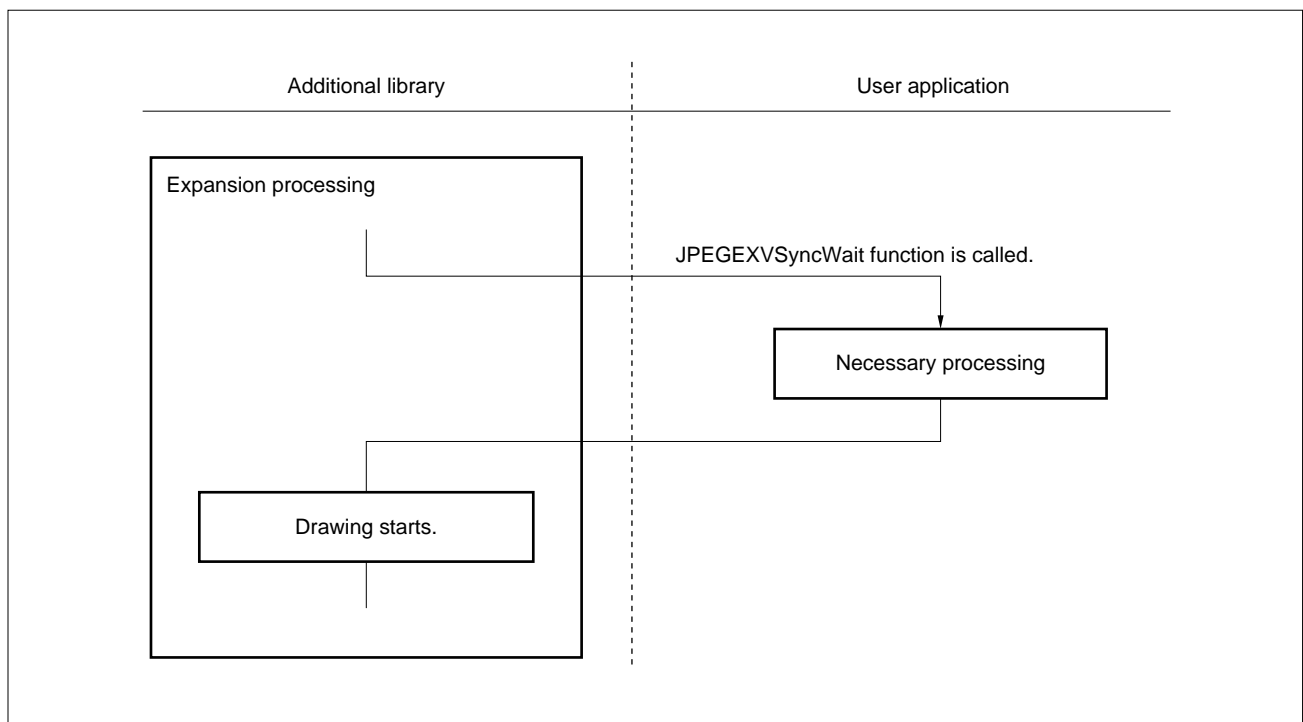 Additional library
User application
Expansion processing
JPEGEXVSyncWait function is called.
Necessary processing
Drawing starts.